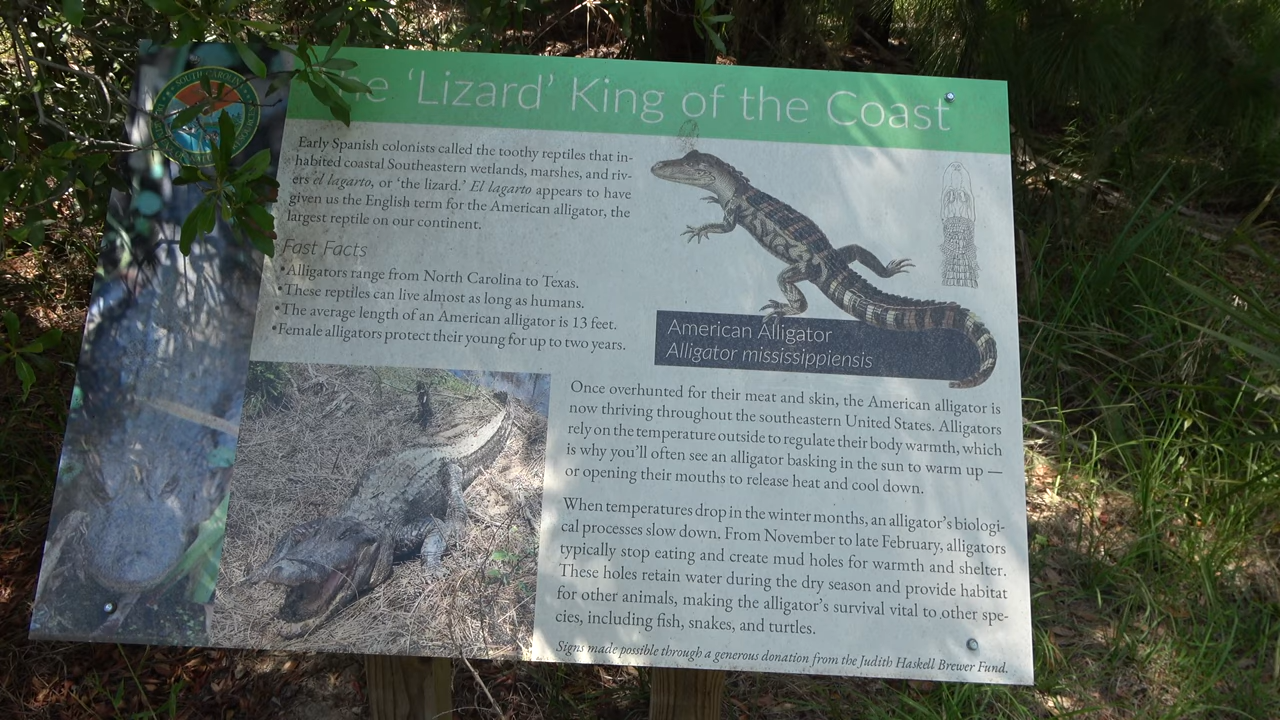 The 'Lizard' King of the Coast
SOUTH CAROLINA
Early Spanish colonists called the toothy reptiles that in-
habited coastal Southeastern wetlands, marshes, and riv-
ers el lagarto, or 'the lizard.' El lagarto appears to have
given us the English term for the American alligator, the
largest reptile on our continent.
Fast Facts
•Alligators range from North Carolina to Texas.
•These reptiles can live almost as long as humans.
•The average length of an American alligator is 13 feet.
•Female alligators protect their young for up to two years.
American Alligator
Alligator mississippiensis
Once overhunted for their meat and skin, the American alligator is
now thriving throughout the southeastern United States. Alligators
rely on the temperature outside to regulate their body warmth, which
is why you'll often see an alligator basking in the sun to warm up —
or opening their mouths to release heat and cool down.
When temperatures drop in the winter months, an alligator's biologi-
cal processes slow down. From November to late February, alligators
typically stop eating and create mud holes for warmth and shelter.
These holes retain water during the dry season and provide habitat
for other animals, making the alligator's survival vital to other spe-
cies, including fish, snakes, and turtles.
Signs made possible through a generous donation from the Judith Haskell Brewer Fund.